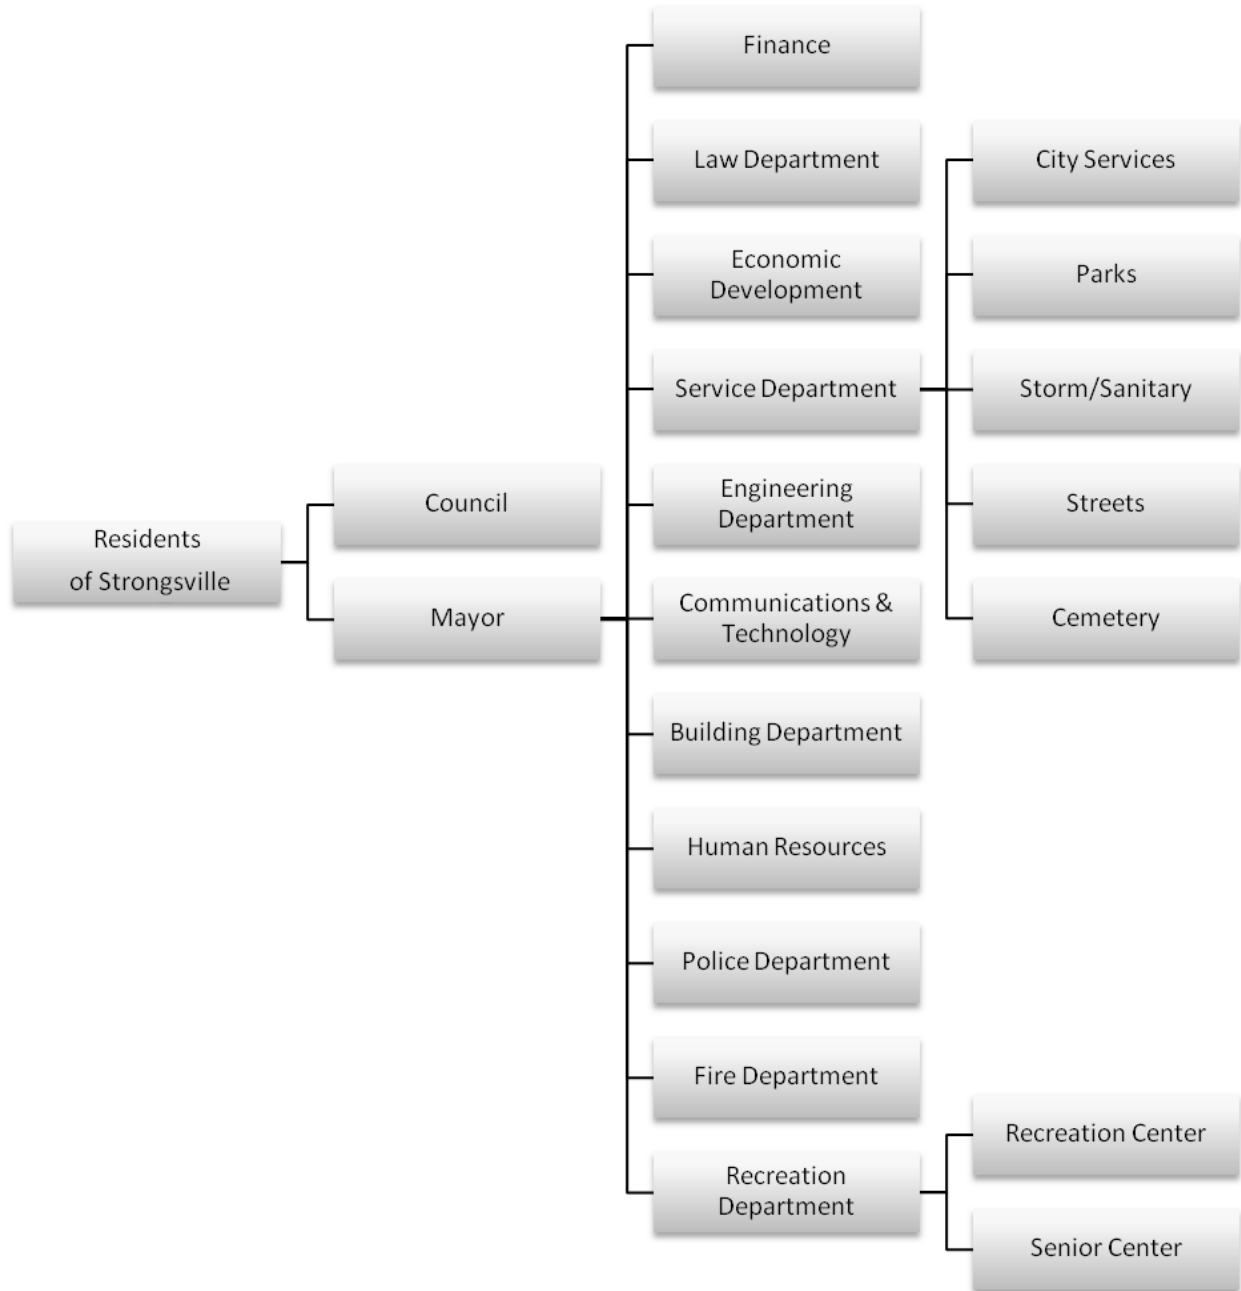 Finance
Law Department
City Services
Economic
Development
Parks
Service Department
Storm/Sanitary
Council
Engineering
Department
Streets
Residents
of Strongsville
Mayor
Communications &
Technology
Cemetery
Building Department
Human Resources
Police Department
Fire Department
Recreation Center
Recreation
Department
Senior Center